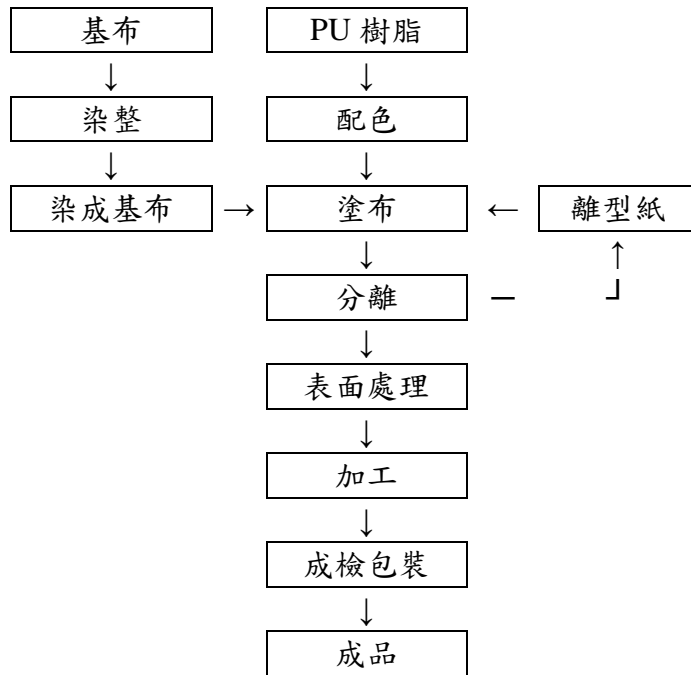 基布 PU 樹脂
↓ ↓
染整 配色
↓ ↓
染成基布 → 塗布 ← 離型紙
↓ ↑
分離 ─ ┘
↓
表面處理
↓
加工
↓
成檢包裝
↓
成品